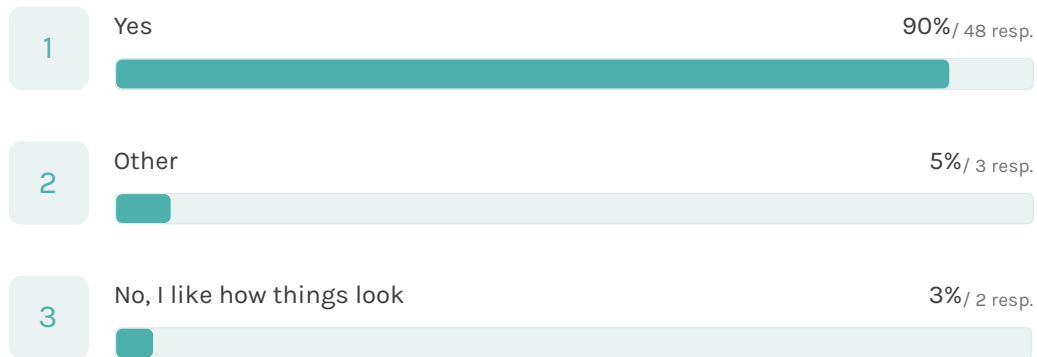 1
Yes
90% / 48 resp.
2
Other
5% / 3 resp.
3
No, I like how things look
3% / 2 resp.